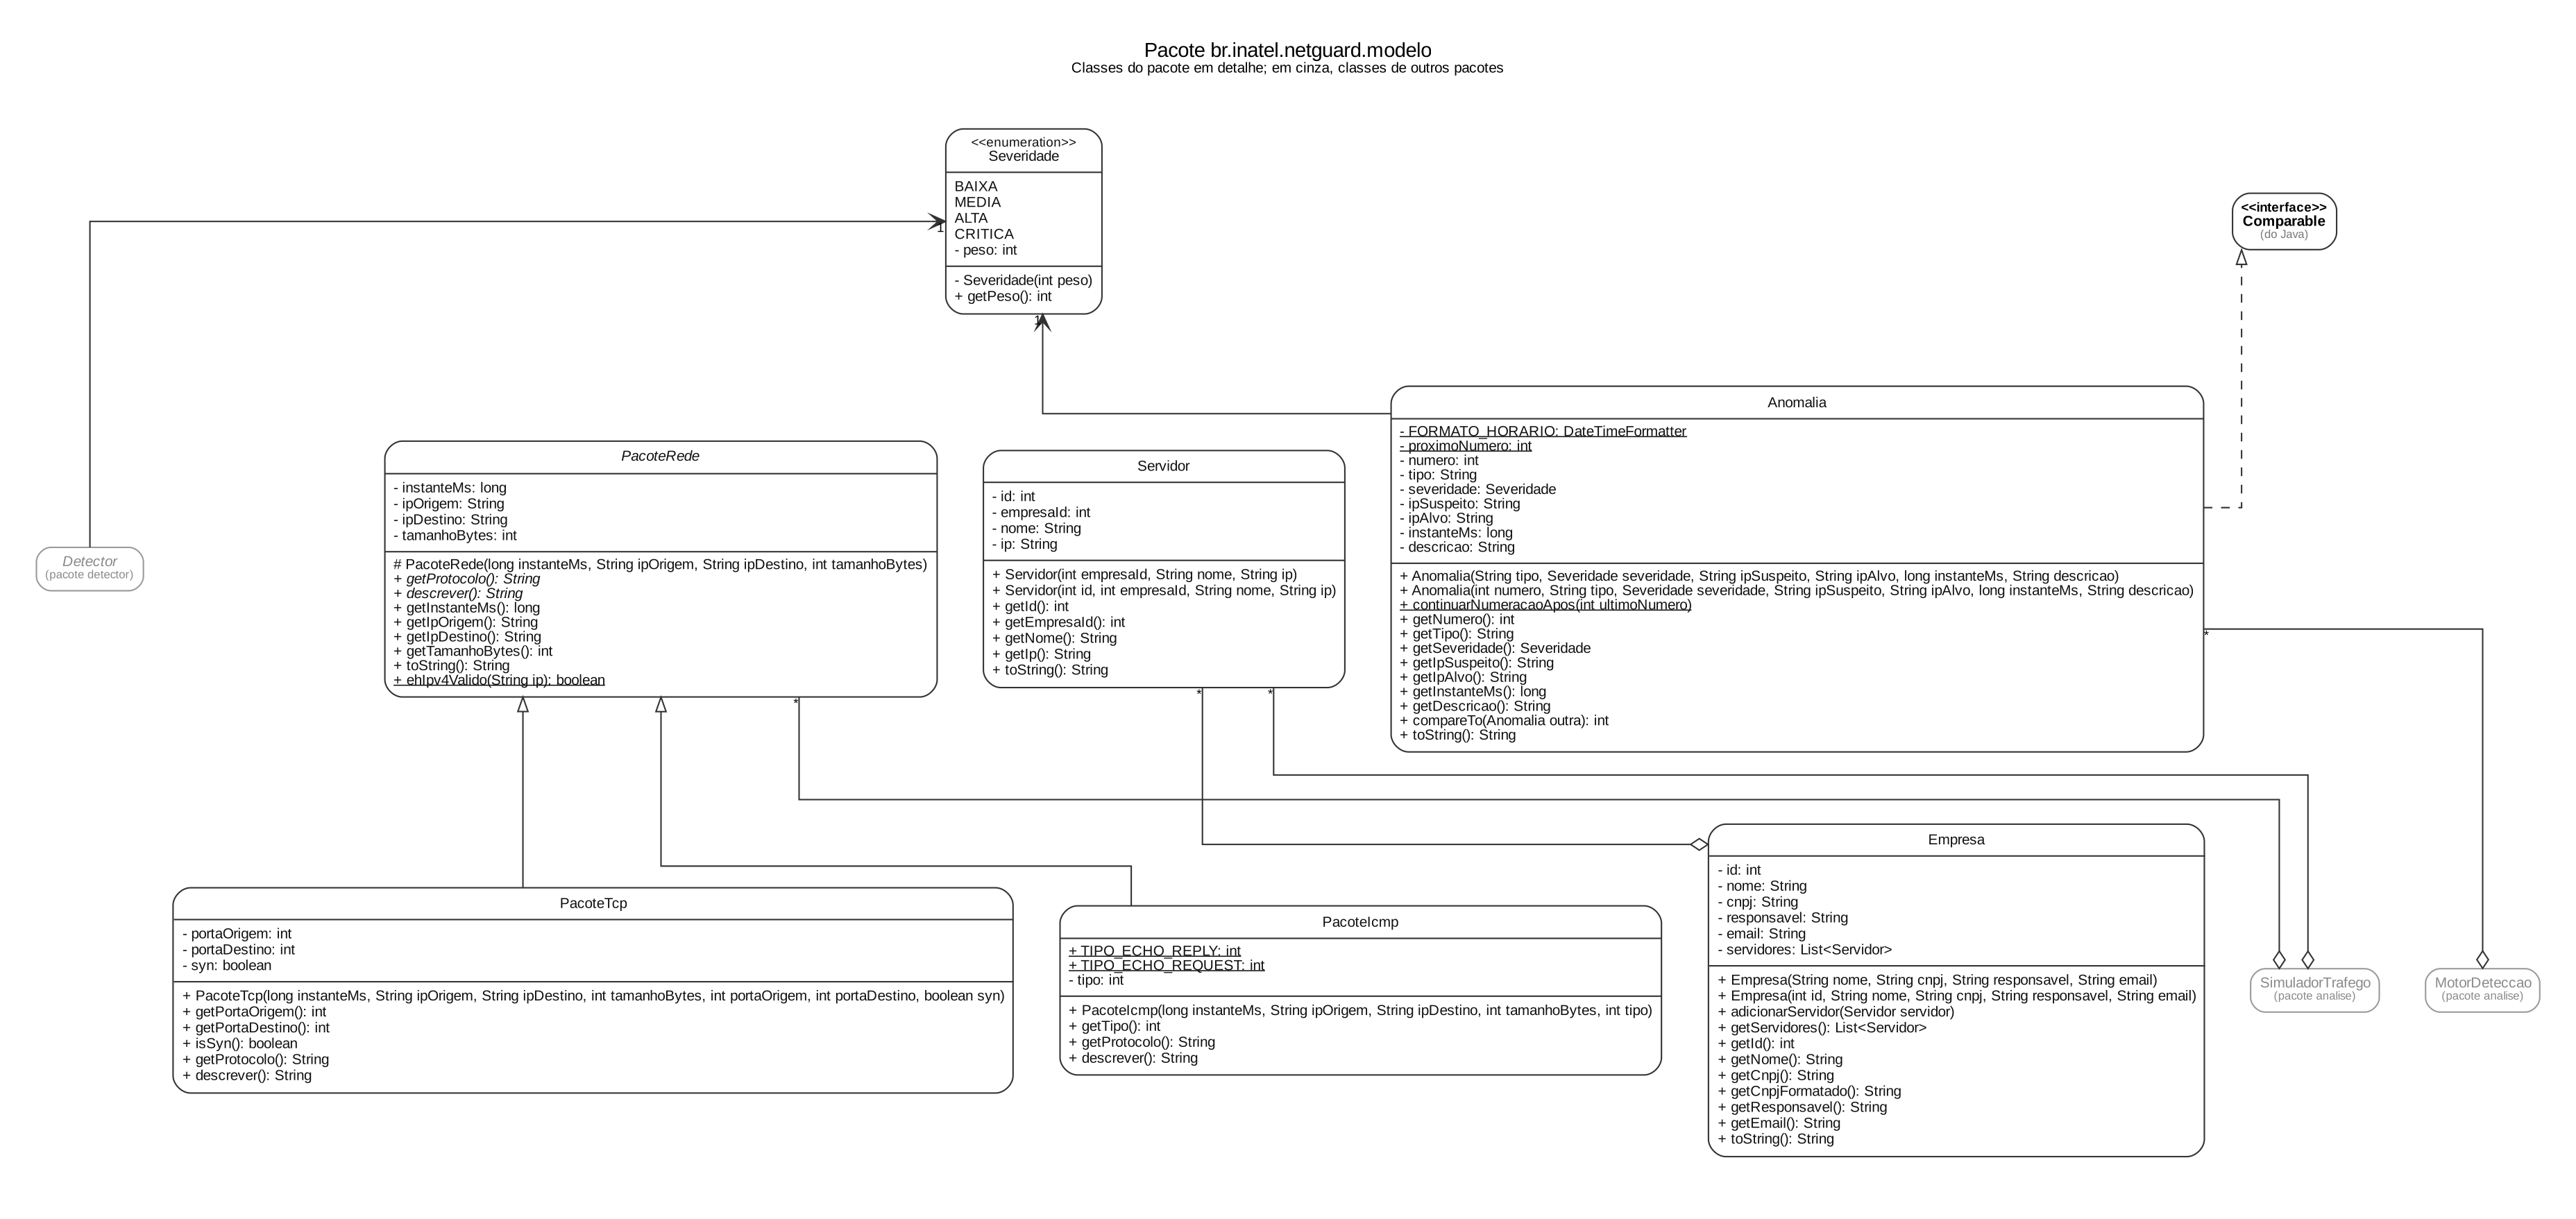 Pacote br.inatel.netguard.modelo
Classes do pacote em detalhe; em cinza, classes de outros pacotes
<<enumeration>>
Severidade
BAIXA
MEDIA
ALTA
CRITICA
- peso: int
- Severidade(int peso)
+ getPeso(): int
1
1
<<interface>>
Comparable
(do Java)
Detector
(pacote detector)
PacoteRede
- instanteMs: long
- ipOrigem: String
- ipDestino: String
- tamanhoBytes: int
# PacoteRede(long instanteMs, String ipOrigem, String ipDestino, int tamanhoBytes)
+ getProtocolo(): String
+ descrever(): String
+ getInstanteMs(): long
+ getIpOrigem(): String
+ getIpDestino(): String
+ getTamanhoBytes(): int
+ toString(): String
+ ehIpv4Valido(String ip): boolean
*
Servidor
- id: int
- empresaId: int
- nome: String
- ip: String
+ Servidor(int empresaId, String nome, String ip)
+ Servidor(int id, int empresaId, String nome, String ip)
+ getId(): int
+ getEmpresaId(): int
+ getNome(): String
+ getIp(): String
+ toString(): String
*
*
Anomalia
- FORMATO_HORARIO: DateTimeFormatter
- proximoNumero: int
- numero: int
- tipo: String
- severidade: Severidade
- ipSuspeito: String
- ipAlvo: String
- instanteMs: long
- descricao: String
+ Anomalia(String tipo, Severidade severidade, String ipSuspeito, String ipAlvo, long instanteMs, String descricao)
+ Anomalia(int numero, String tipo, Severidade severidade, String ipSuspeito, String ipAlvo, long instanteMs, String descricao)
+ continuarNumeracaoApos(int ultimoNumero)
+ getNumero(): int
+ getTipo(): String
+ getSeveridade(): Severidade
+ getIpSuspeito(): String
+ getIpAlvo(): String
+ getInstanteMs(): long
+ getDescricao(): String
+ compareTo(Anomalia outra): int
+ toString(): String
*
PacoteTcp
- portaOrigem: int
- portaDestino: int
- syn: boolean
+ PacoteTcp(long instanteMs, String ipOrigem, String ipDestino, int tamanhoBytes, int portaOrigem, int portaDestino, boolean syn)
+ getPortaOrigem(): int
+ getPortaDestino(): int
+ isSyn(): boolean
+ getProtocolo(): String
+ descrever(): String
PacoteIcmp
+ TIPO_ECHO_REPLY: int
+ TIPO_ECHO_REQUEST: int
- tipo: int
+ PacoteIcmp(long instanteMs, String ipOrigem, String ipDestino, int tamanhoBytes, int tipo)
+ getTipo(): int
+ getProtocolo(): String
+ descrever(): String
Empresa
- id: int
- nome: String
- cnpj: String
- responsavel: String
- email: String
- servidores: List<Servidor>
+ Empresa(String nome, String cnpj, String responsavel, String email)
+ Empresa(int id, String nome, String cnpj, String responsavel, String email)
+ adicionarServidor(Servidor servidor)
+ getServidores(): List<Servidor>
+ getId(): int
+ getNome(): String
+ getCnpj(): String
+ getCnpjFormatado(): String
+ getResponsavel(): String
+ getEmail(): String
+ toString(): String
SimuladorTrafego
(pacote analise)
MotorDeteccao
(pacote analise)